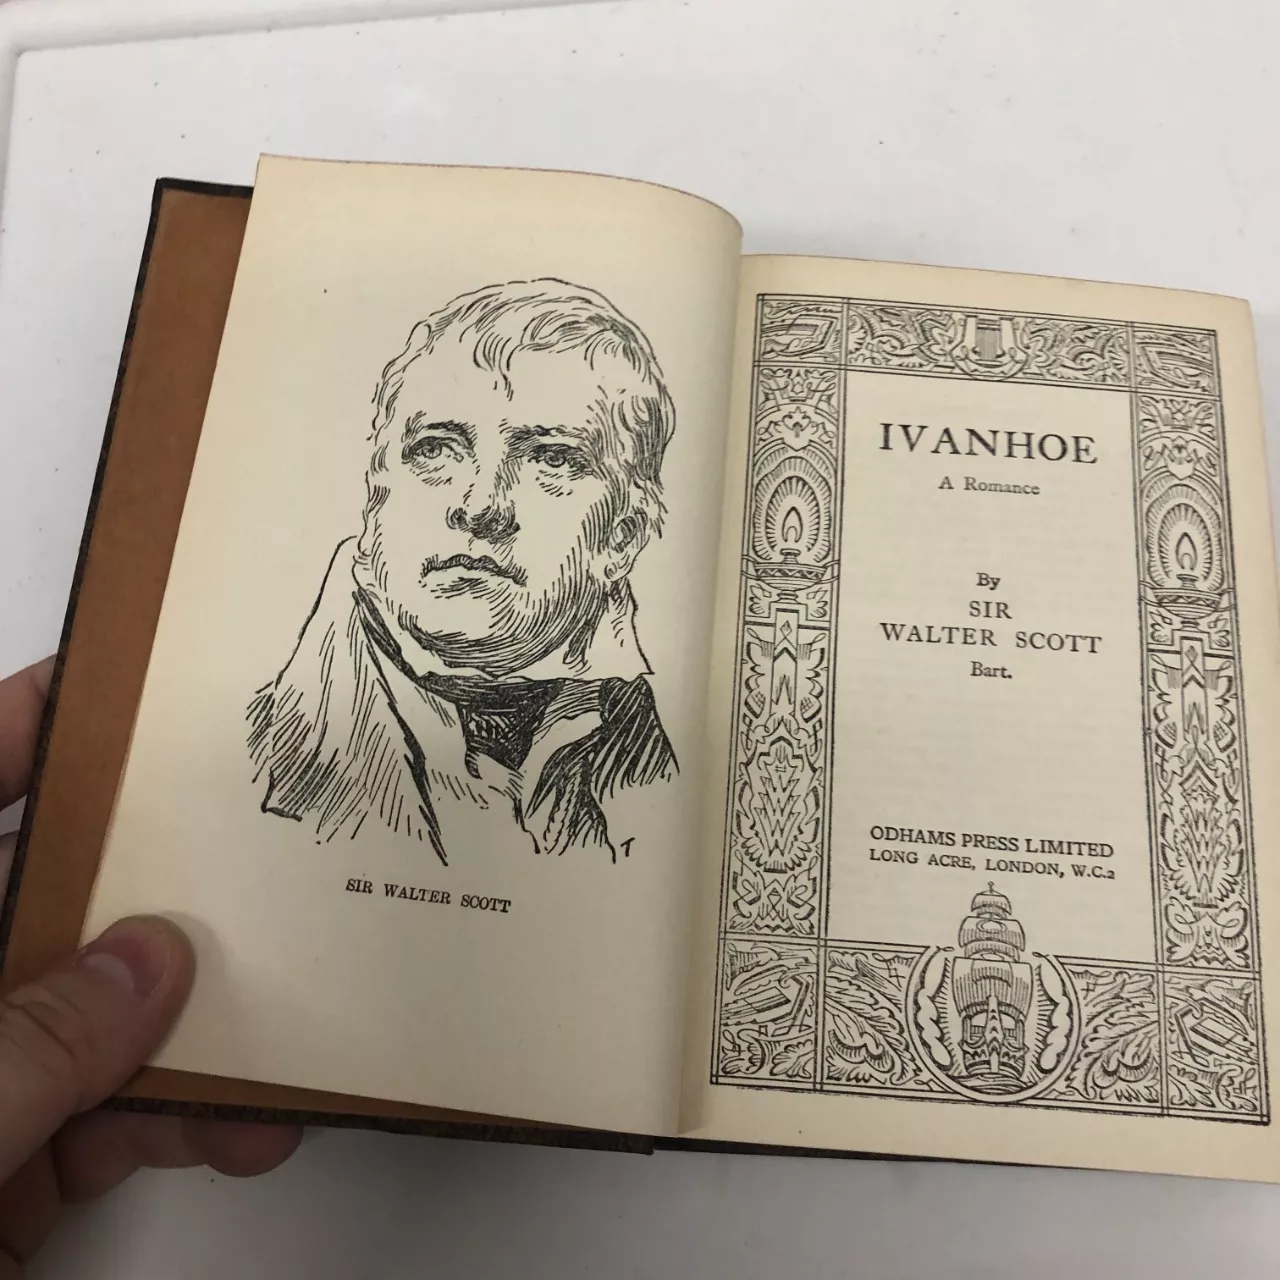 T
SIR WALTER SCOTT
IVANHOE
A Romance
By
SIR
WALTER SCOTT
Bart.
ODHAMS PRESS LIMITED
LONG ACRE, LONDON, W.C.2